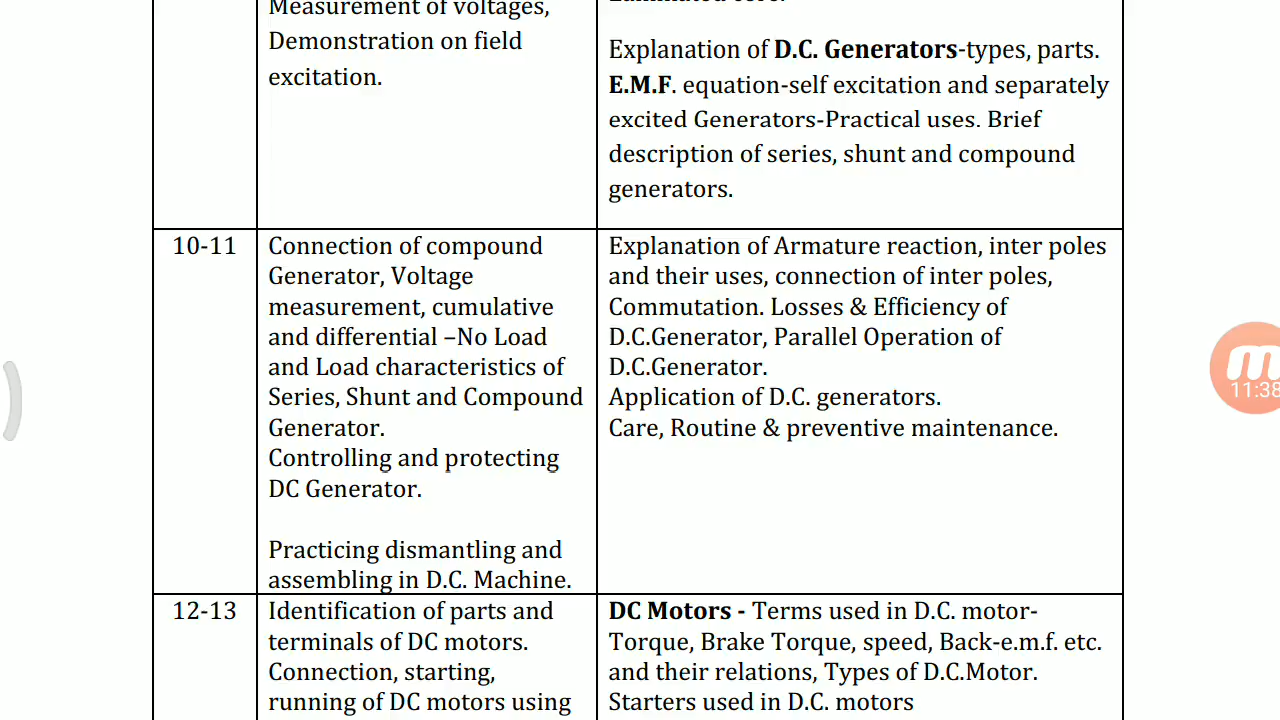 Measurement of voltages,
Demonstration on field
excitation.
Laminated core.
Explanation of D.C. Generators-types, parts.
E.M.F. equation-self excitation and separately
excited Generators-Practical uses. Brief
description of series, shunt and compound
generators.
10-11
Connection of compound
Generator, Voltage
measurement, cumulative
and differential –No Load
and Load characteristics of
Series, Shunt and Compound
Generator.
Controlling and protecting
DC Generator.
Practicing dismantling and
assembling in D.C. Machine.
Explanation of Armature reaction, inter poles
and their uses, connection of inter poles,
Commutation. Losses & Efficiency of
D.C.Generator, Parallel Operation of
D.C.Generator.
Application of D.C. generators.
Care, Routine & preventive maintenance.
12-13
Identification of parts and
terminals of DC motors.
Connection, starting,
running of DC motors using
DC Motors - Terms used in D.C. motor-
Torque, Brake Torque, speed, Back-e.m.f. etc.
and their relations, Types of D.C.Motor.
Starters used in D.C. motors
11:38